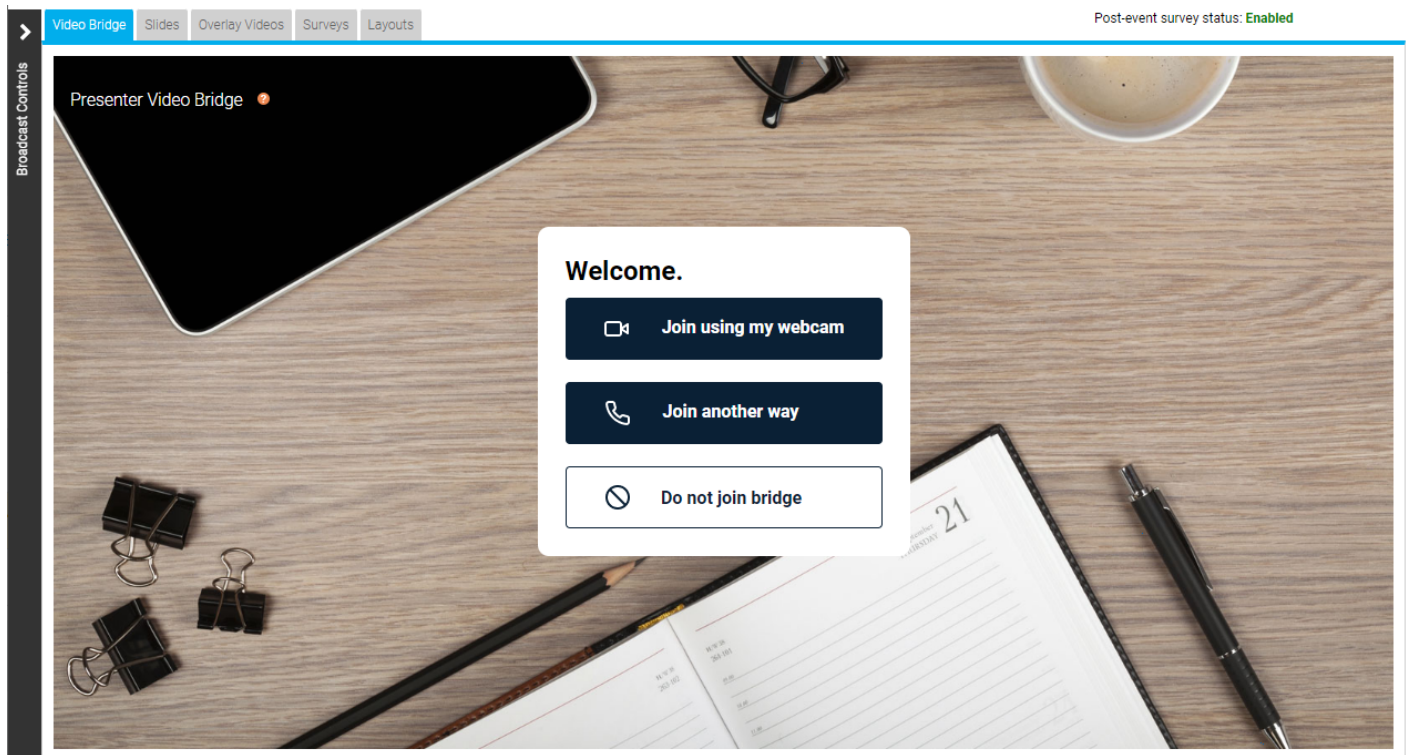 Video Bridge
Slides
Overlay Videos
Surveys
Layouts
Post-event survey status: Enabled
Broadcast Controls
Presenter Video Bridge
?
Welcome.
Join using my webcam
Join another way
Do not join bridge
21
THURSDAY